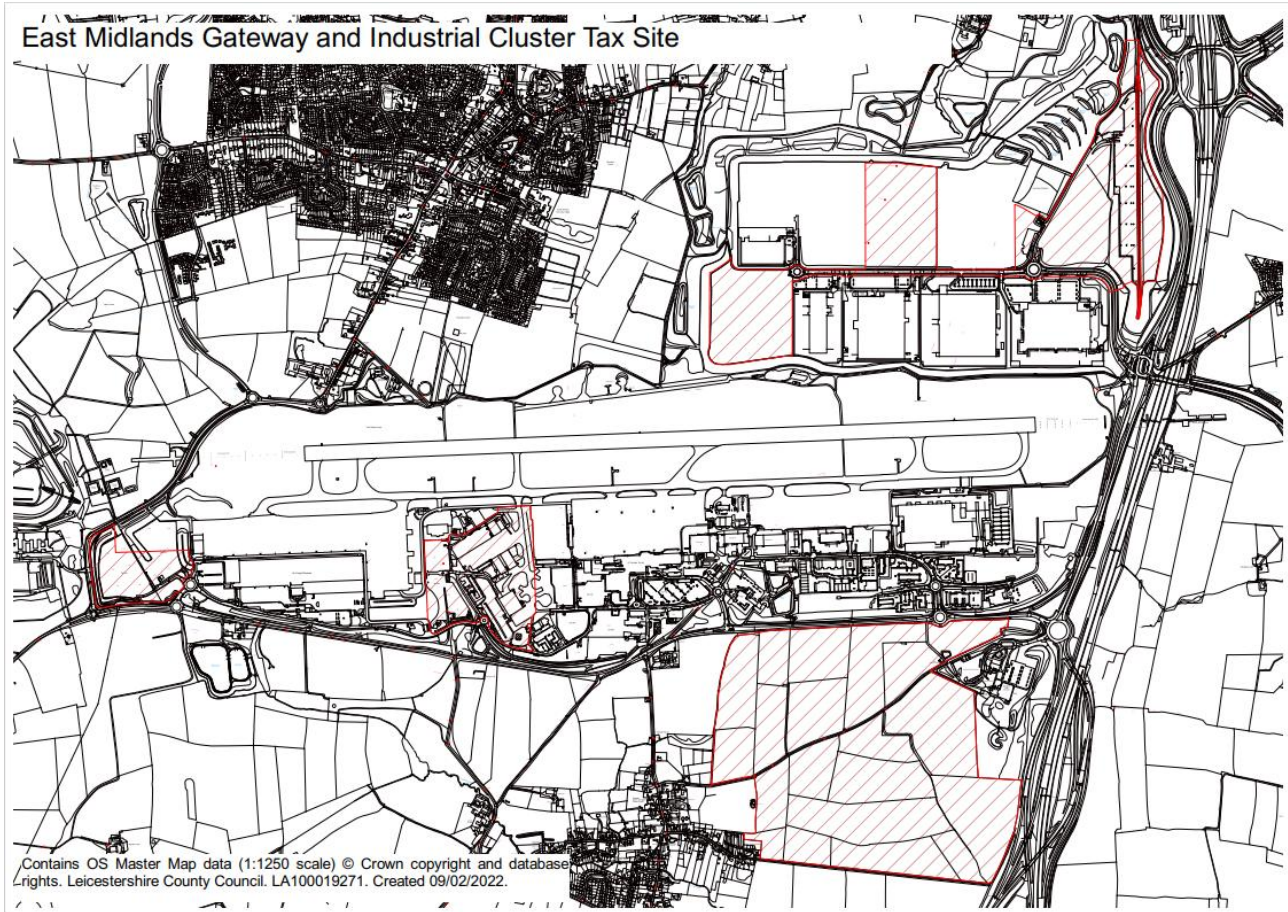 East Midlands Gateway and Industrial Cluster Tax Site
Contains OS Master Map data (1:1250 scale) © Crown copyright and database
rights. Leicestershire County Council. LA100019271. Created 09/02/2022.